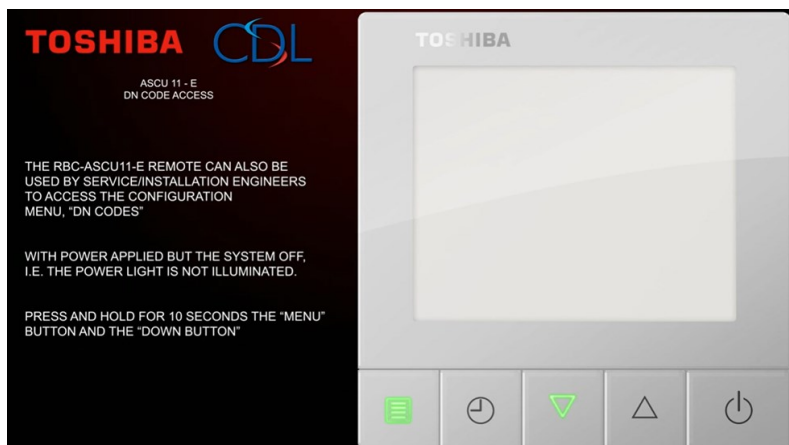 TOSHIBA CDL
ASCU 11 - E
DN CODE ACCESS
THE RBC-ASCU11-E REMOTE CAN ALSO BE
USED BY SERVICE/INSTALLATION ENGINEERS
TO ACCESS THE CONFIGURATION
MENU, “DN CODES”
WITH POWER APPLIED BUT THE SYSTEM OFF,
I.E. THE POWER LIGHT IS NOT ILLUMINATED.
PRESS AND HOLD FOR 10 SECONDS THE “MENU”
BUTTON AND THE “DOWN BUTTON”
TOSHIBA